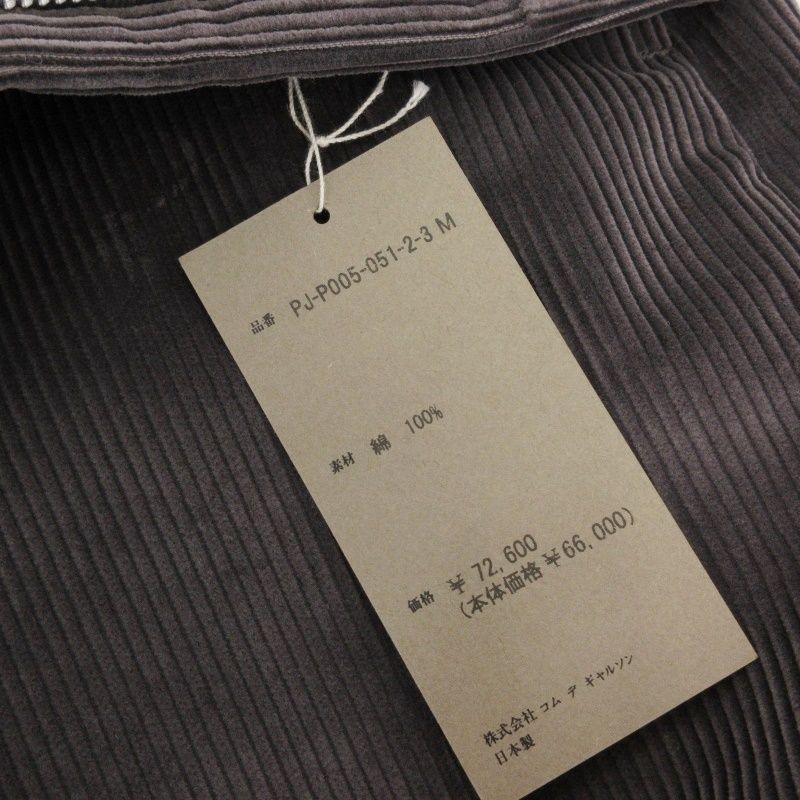 品番 PJ-P005-051-2-3 M
素材 綿 100%
価格 ¥ 72,600
(本体価格 ¥66,000)
株式会社 コム デ ギャルソン
日本製